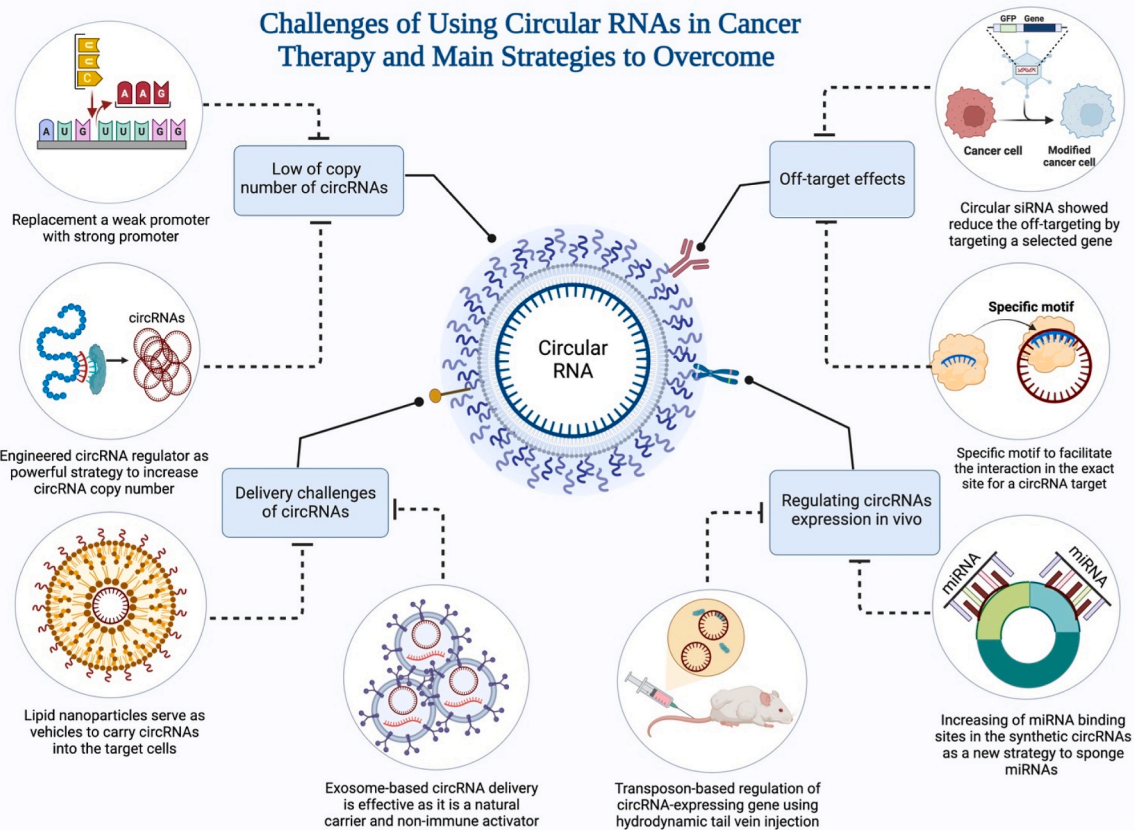 Challenges of Using Circular RNAs in Cancer
Therapy and Main Strategies to Overcome
C
A A G
A U G U U U G G
Replacement a weak promoter
with strong promoter
Low of copy
number of circRNAs
circRNAs
Engineered circRNA regulator as
powerful strategy to increase
circRNA copy number
Delivery challenges
of circRNAs
Lipid nanoparticles serve as
vehicles to carry circRNAs
into the target cells
Exosome-based circRNA delivery
is effective as it is a natural
carrier and non-immune activator
Circular
RNA
GFP Gene
Cancer cell
Modified
cancer cell
Off-target effects
Circular siRNA showed
reduce the off-targeting by
targeting a selected gene
Specific motif
Specific motif to facilitate
the interaction in the exact
site for a circRNA target
Regulating circRNAs
expression in vivo
miRNA
miRNA
Increasing of miRNA binding
sites in the synthetic circRNAs
as a new strategy to sponge
miRNAs
Transposon-based regulation of
circRNA-expressing gene using
hydrodynamic tail vein injection